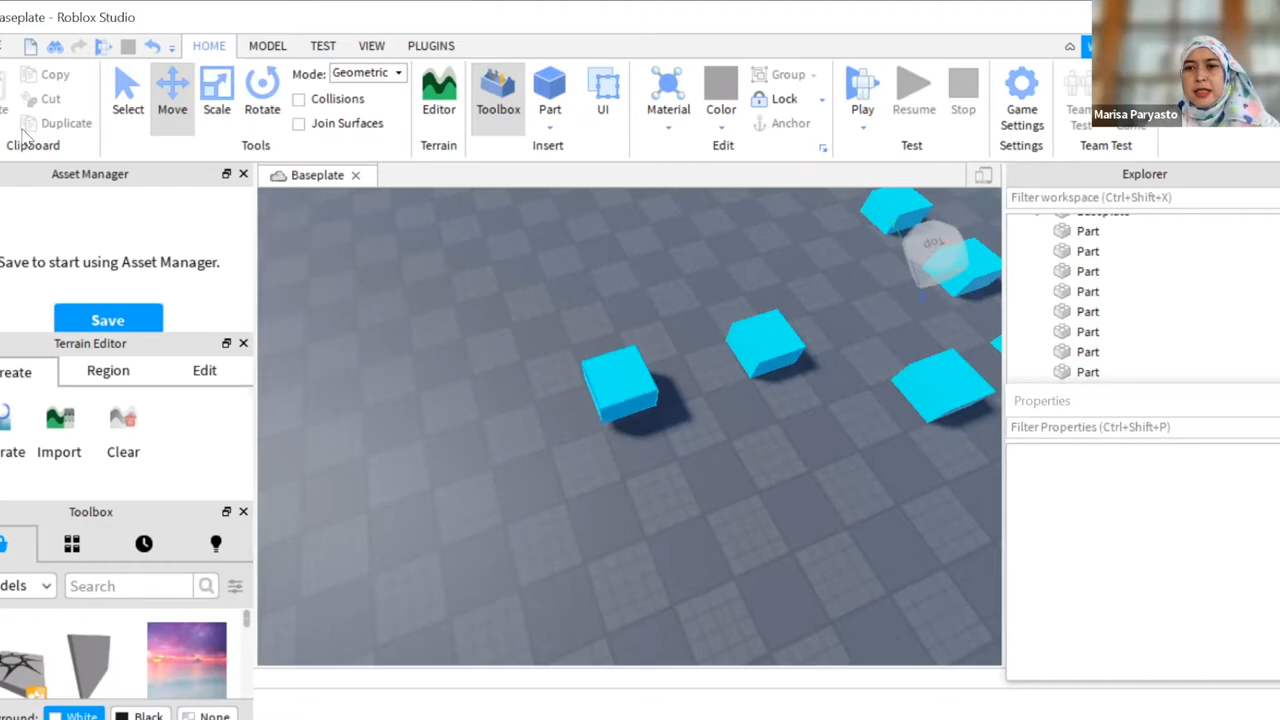 aseplate - Roblox Studio
HOME MODEL TEST VIEW PLUGINS
Copy
Cut
Duplicate
Clipboard
Select
Move
Scale
Rotate
Mode: Geometric
Collisions
Join Surfaces
Tools
Editor
Terrain
Toolbox
Part
UI
Insert
Material
Color
Group
Lock
Anchor
Edit
Play
Resume
Stop
Test
Game
Settings
Settings
Team Test
Marisa Paryasto
Asset Manager
Save to start using Asset Manager.
Save
Terrain Editor
reate Region Edit
rate Import Clear
Toolbox
dels Search
round: White Black None
Baseplate
Top
Explorer
Filter workspace (Ctrl+Shift+X)
Baseplate
Part
Part
Part
Part
Part
Part
Part
Part
Properties
Filter Properties (Ctrl+Shift+P)